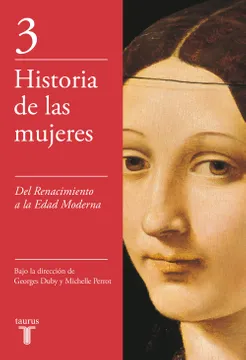 3
Historia
de las
mujeres
Del Renacimiento
a la Edad Moderna
Bajo la dirección de
Georges Duby y Michelle Perrot
taurus
T